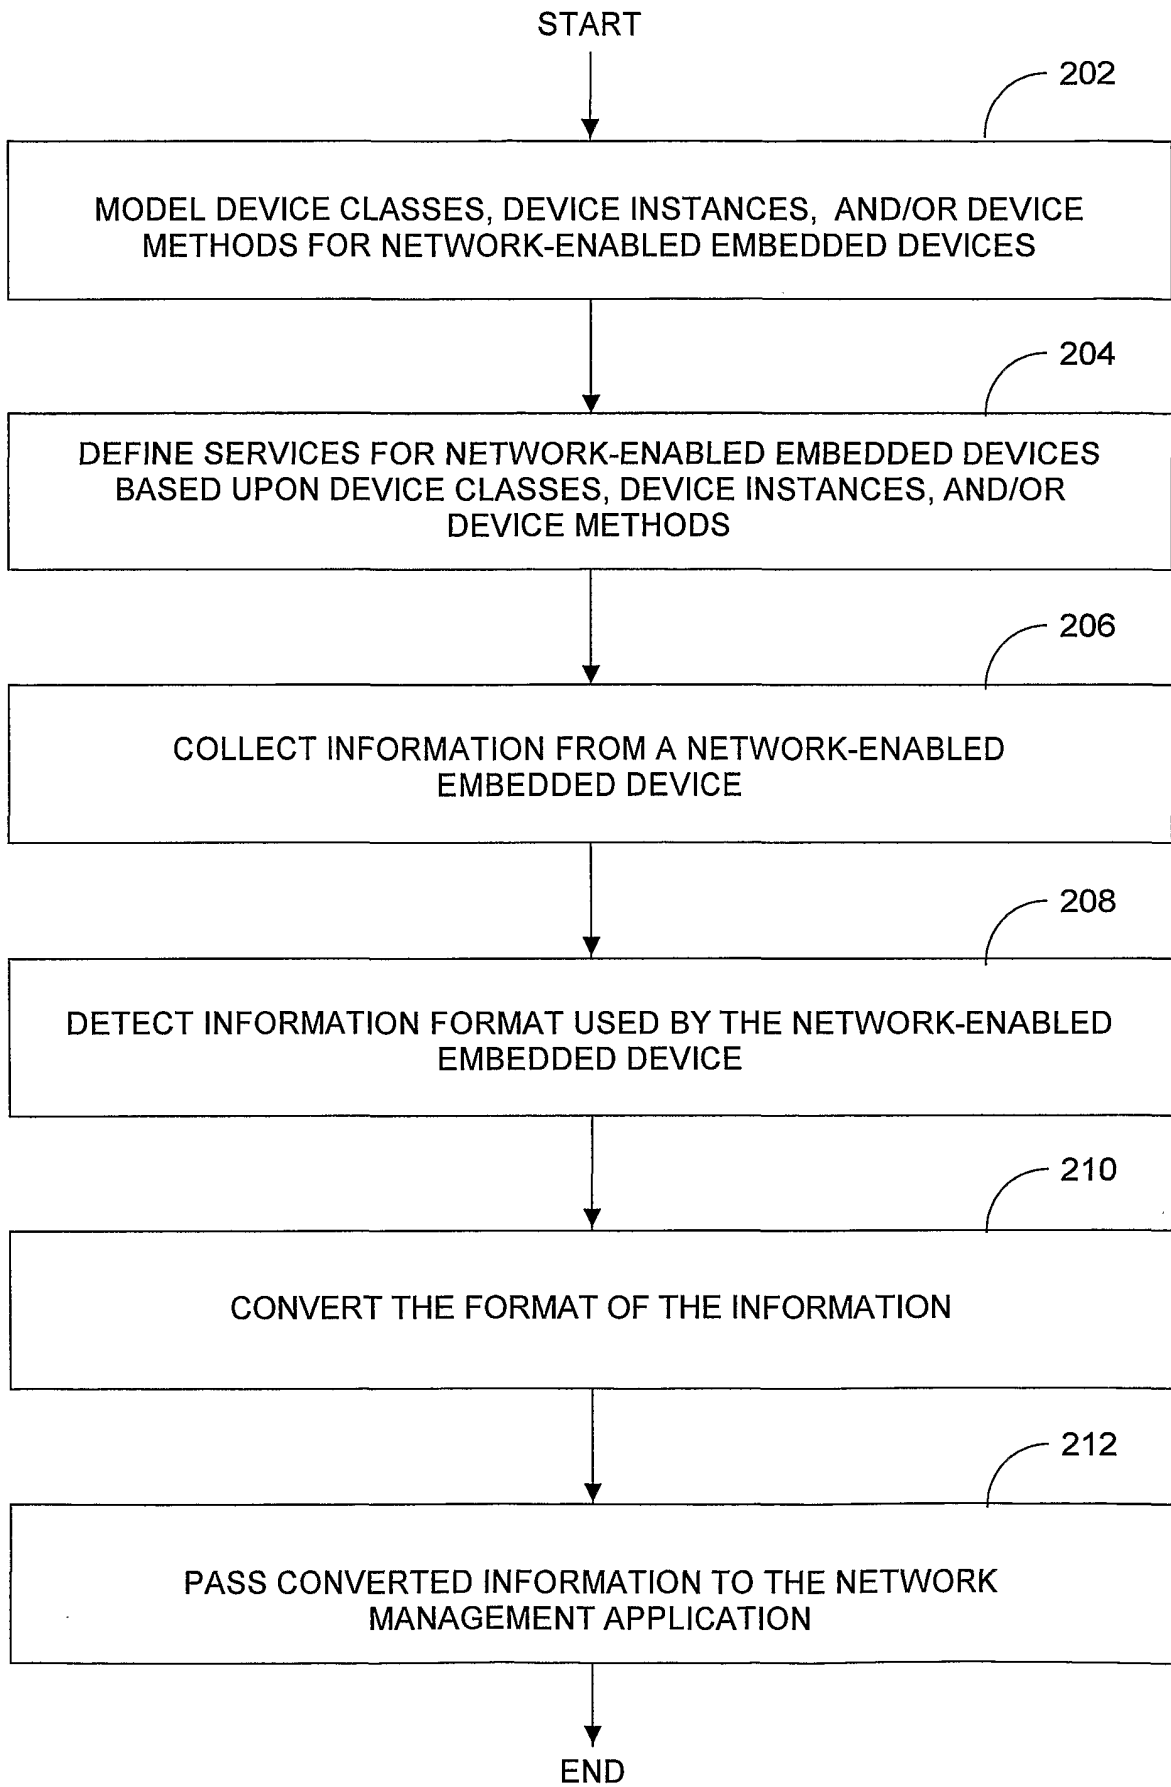 START
202
MODEL DEVICE CLASSES, DEVICE INSTANCES, AND/OR DEVICE
METHODS FOR NETWORK-ENABLED EMBEDDED DEVICES
204
DEFINE SERVICES FOR NETWORK-ENABLED EMBEDDED DEVICES
BASED UPON DEVICE CLASSES, DEVICE INSTANCES, AND/OR
DEVICE METHODS
206
COLLECT INFORMATION FROM A NETWORK-ENABLED
EMBEDDED DEVICE
208
DETECT INFORMATION FORMAT USED BY THE NETWORK-ENABLED
EMBEDDED DEVICE
210
CONVERT THE FORMAT OF THE INFORMATION
212
PASS CONVERTED INFORMATION TO THE NETWORK
MANAGEMENT APPLICATION
END